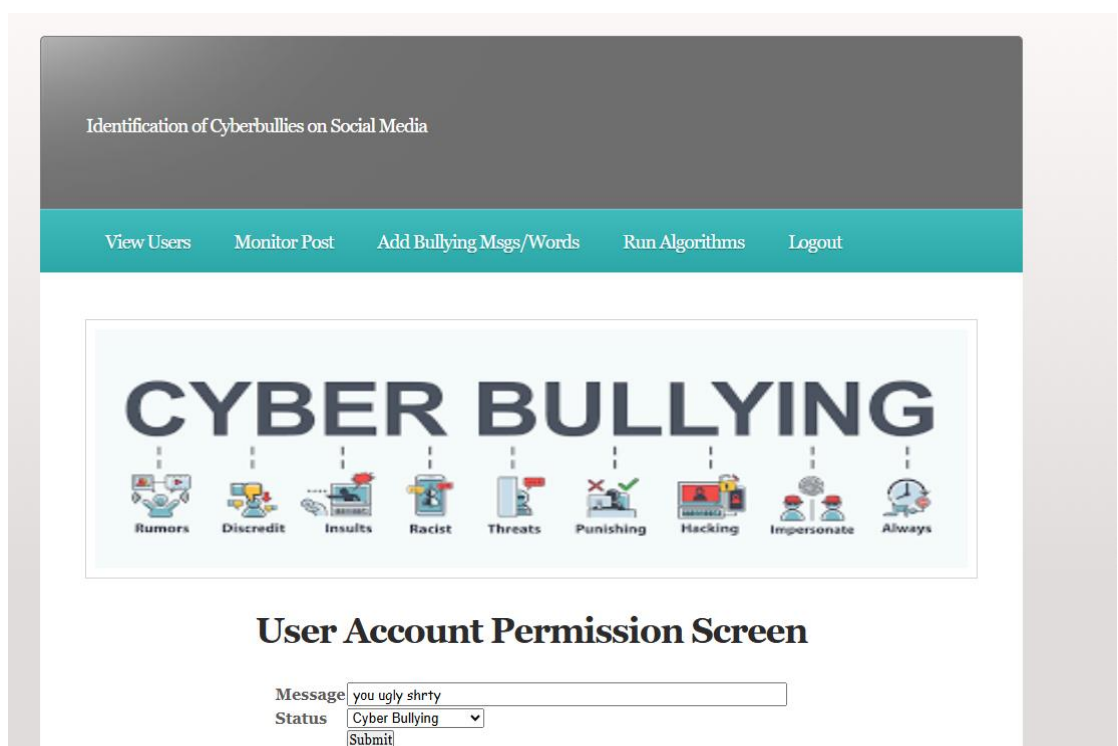 Identification of Cyberbullies on Social Media
View Users Monitor Post Add Bullying Msgs/Words Run Algorithms Logout
CYBER BULLYING
Rumors Discredit Insults Racist Threats Punishing Hacking Impersonate Always
User Account Permission Screen
Message you ugly shrty
Status Cyber Bullying
Submit